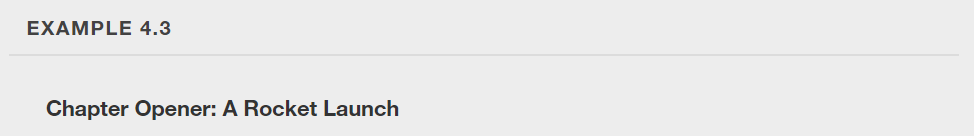 EXAMPLE 4.3
Chapter Opener: A Rocket Launch